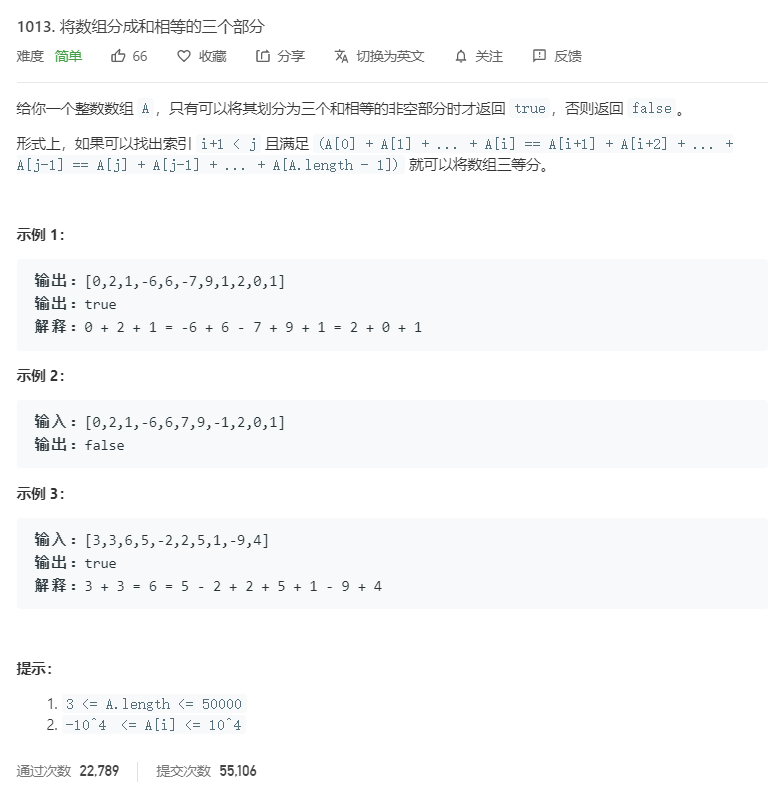 1013. 将数组分成和相等的三个部分
难度 简单 66 收藏 分享 切换为英文 关注 反馈
给你一个整数数组 A ，只有可以将其划分为三个和相等的非空部分时才返回 true ，否则返回 false 。
形式上，如果可以找出索引 i+1 < j 且满足 (A[0] + A[1] + ... + A[i] == A[i+1] + A[i+2] + ... +
A[j-1] == A[j] + A[j-1] + ... + A[A.length - 1]) 就可以将数组三等分。
示例 1：
输出：[0,2,1,-6,6,-7,9,1,2,0,1]
输出：true
解释：0 + 2 + 1 = -6 + 6 - 7 + 9 + 1 = 2 + 0 + 1
示例 2：
输入：[0,2,1,-6,6,7,9,-1,2,0,1]
输出：false
示例 3：
输入：[3,3,6,5,-2,2,5,1,-9,4]
输出：true
解释：3 + 3 = 6 = 5 - 2 + 2 + 5 + 1 - 9 + 4
提示：
1. 3 <= A.length <= 50000
2. -10^4 <= A[i] <= 10^4
通过次数 22,789 提交次数 55,106